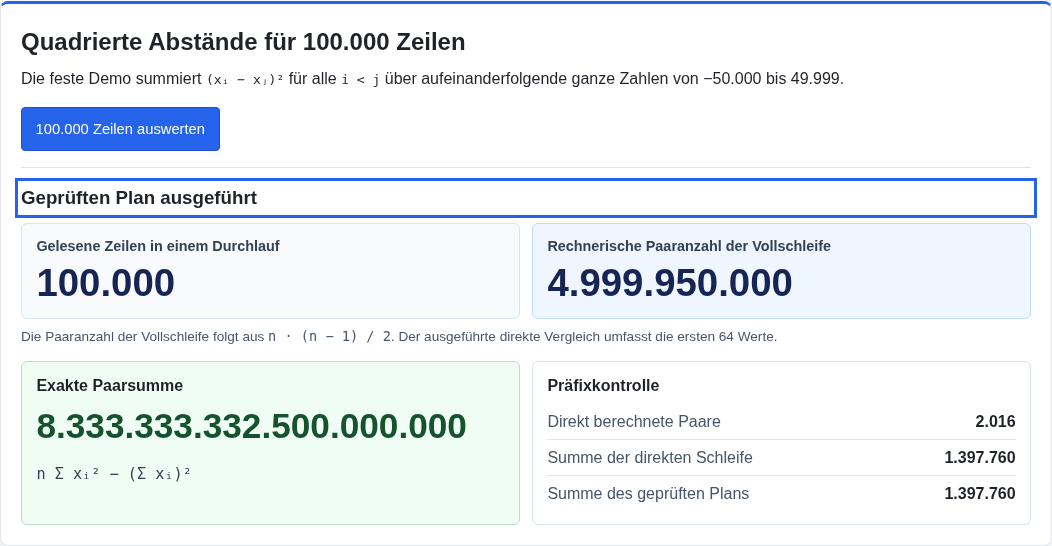 Quadrierte Abstände für 100.000 Zeilen
Die feste Demo summiert (xᵢ − xⱼ)² für alle i < j über aufeinanderfolgende ganze Zahlen von −50.000 bis 49.999.
100.000 Zeilen auswerten
Geprüften Plan ausgeführt
Gelesene Zeilen in einem Durchlauf
100.000
Rechnerische Paaranzahl der Vollschleife
4.999.950.000
Die Paaranzahl der Vollschleife folgt aus n · (n − 1) / 2. Der ausgeführte direkte Vergleich umfasst die ersten 64 Werte.
Exakte Paarsumme
8.333.333.332.500.000.000
n Σ xᵢ² − (Σ xᵢ)²
Präfixkontrolle
Direkt berechnete Paare 2.016
Summe der direkten Schleife 1.397.760
Summe des geprüften Plans 1.397.760